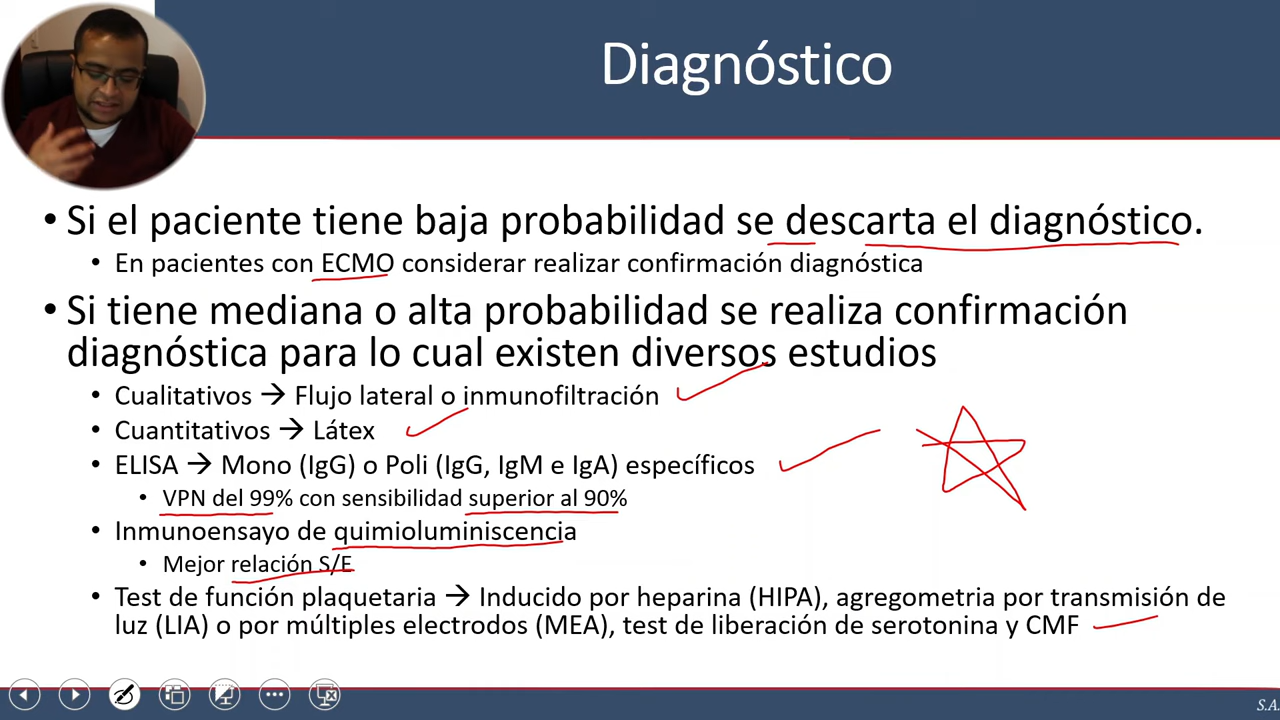 Diagnóstico
• Si el paciente tiene baja probabilidad se descarta el diagnóstico.
• En pacientes con ECMO considerar realizar confirmación diagnóstica
• Si tiene mediana o alta probabilidad se realiza confirmación
diagnóstica para lo cual existen diversos estudios
• Cualitativos → Flujo lateral o inmunofiltración
• Cuantitativos → Látex
• ELISA → Mono (IgG) o Poli (IgG, IgM e IgA) específicos
• VPN del 99% con sensibilidad superior al 90%
• Inmunoensayo de quimioluminiscencia
• Mejor relación S/E
• Test de función plaquetaria → Inducido por heparina (HIPA), agregometria por transmisión de
luz (LIA) o por múltiples electrodos (MEA), test de liberación de serotonina y CMF
S.A.